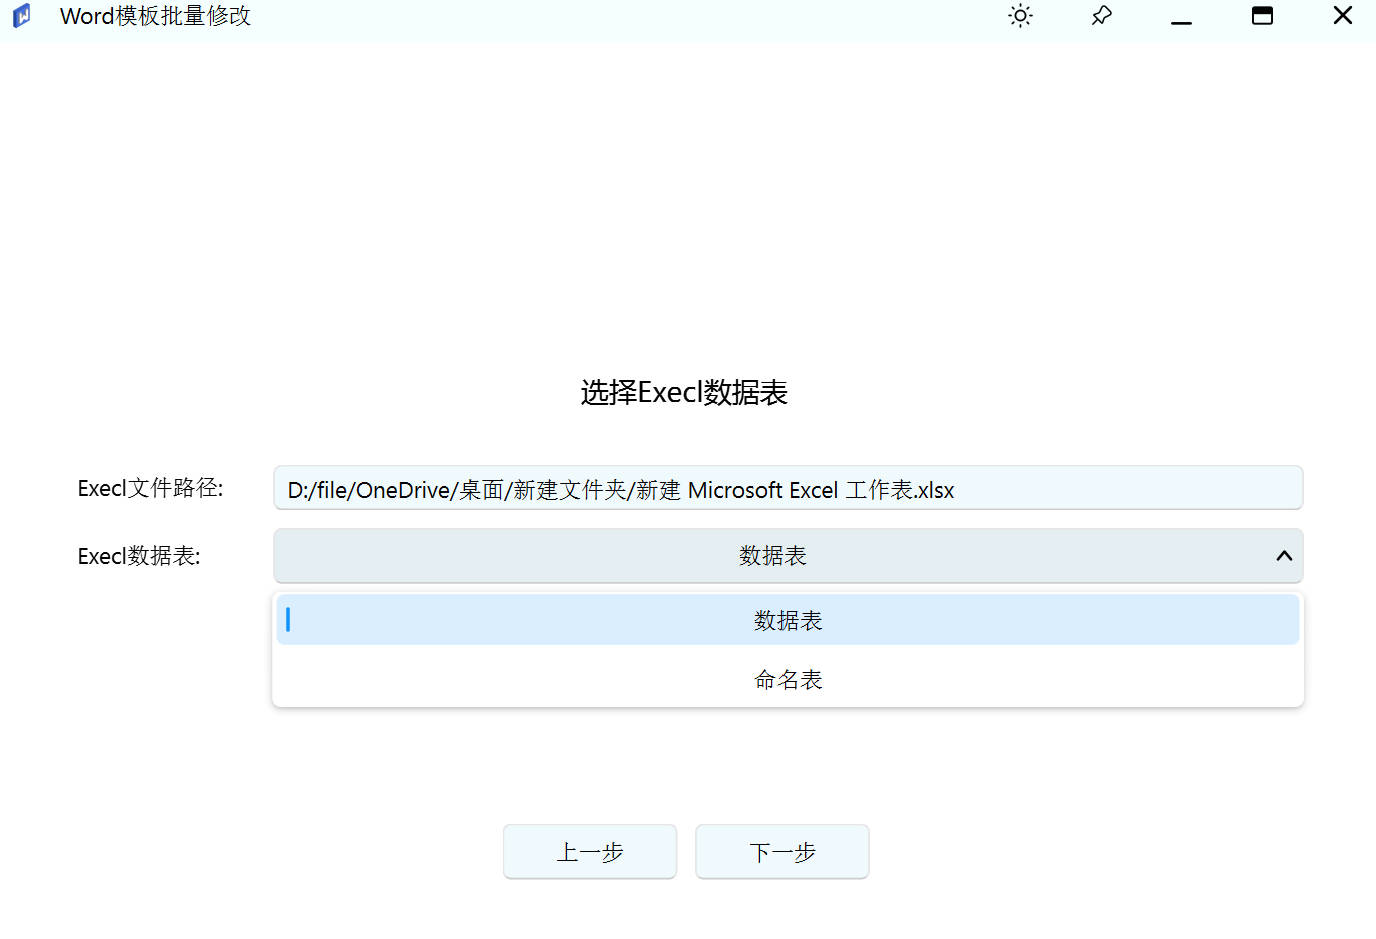 Word模板批量修改
选择Execl数据表
Execl文件路径: D:/file/OneDrive/桌面/新建文件夹/新建 Microsoft Excel 工作表.xlsx
Execl数据表: 数据表
数据表
命名表
上一步 下一步